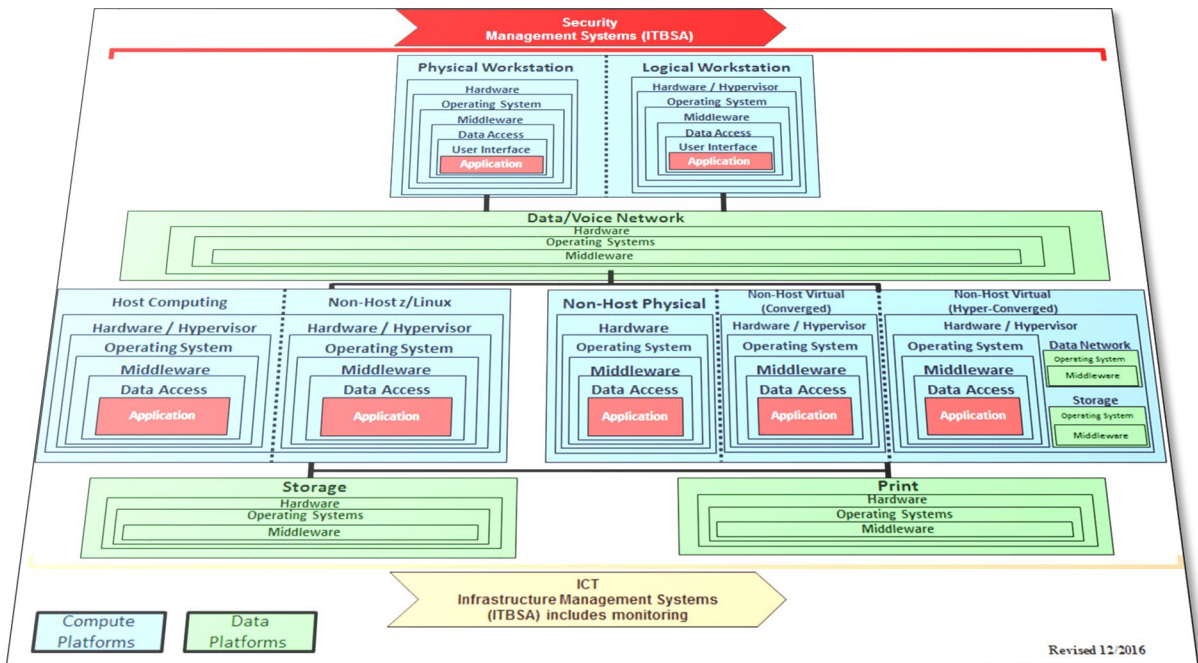 Security
Management Systems (ITBSA)
Physical Workstation
Hardware
Operating System
Middleware
Data Access
User Interface
Application
Logical Workstation
Hardware / Hypervisor
Operating System
Middleware
Data Access
User Interface
Application
Data/Voice Network
Hardware
Operating Systems
Middleware
Host Computing
Hardware / Hypervisor
Operating System
Middleware
Data Access
Application
Non-Host z/Linux
Hardware / Hypervisor
Operating System
Middleware
Data Access
Application
Non-Host Physical
Hardware
Operating System
Middleware
Data Access
Application
Non-Host Virtual
(Converged)
Hardware / Hypervisor
Operating System
Middleware
Data Access
Application
Non-Host Virtual
(Hyper-Converged)
Hardware / Hypervisor
Operating System
Middleware
Data Access
Application
Data Network
Operating System
Middleware
Storage
Operating System
Middleware
Storage
Hardware
Operating Systems
Middleware
Print
Hardware
Operating Systems
Middleware
ICT
Infrastructure Management Systems
(ITBSA) includes monitoring
Compute
Platforms
Data
Platforms
Revised 12/2016